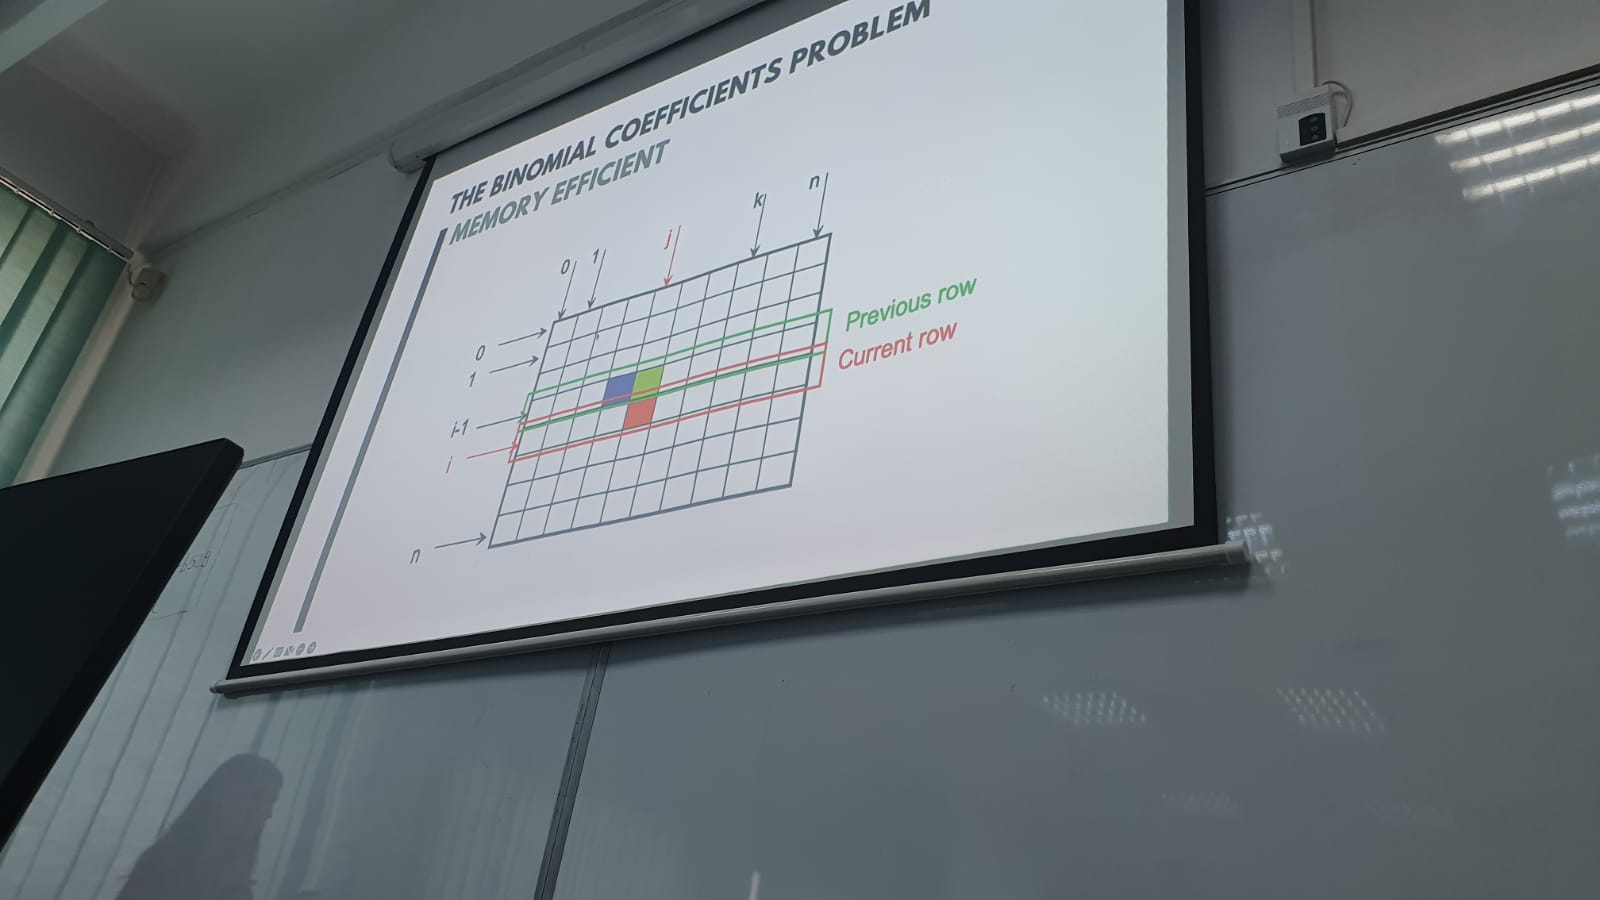 THE BINOMIAL COEFFICIENTS PROBLEM
MEMORY EFFICIENT
0 1 j k n
0
1
i-1
i
n
Previous row
Current row